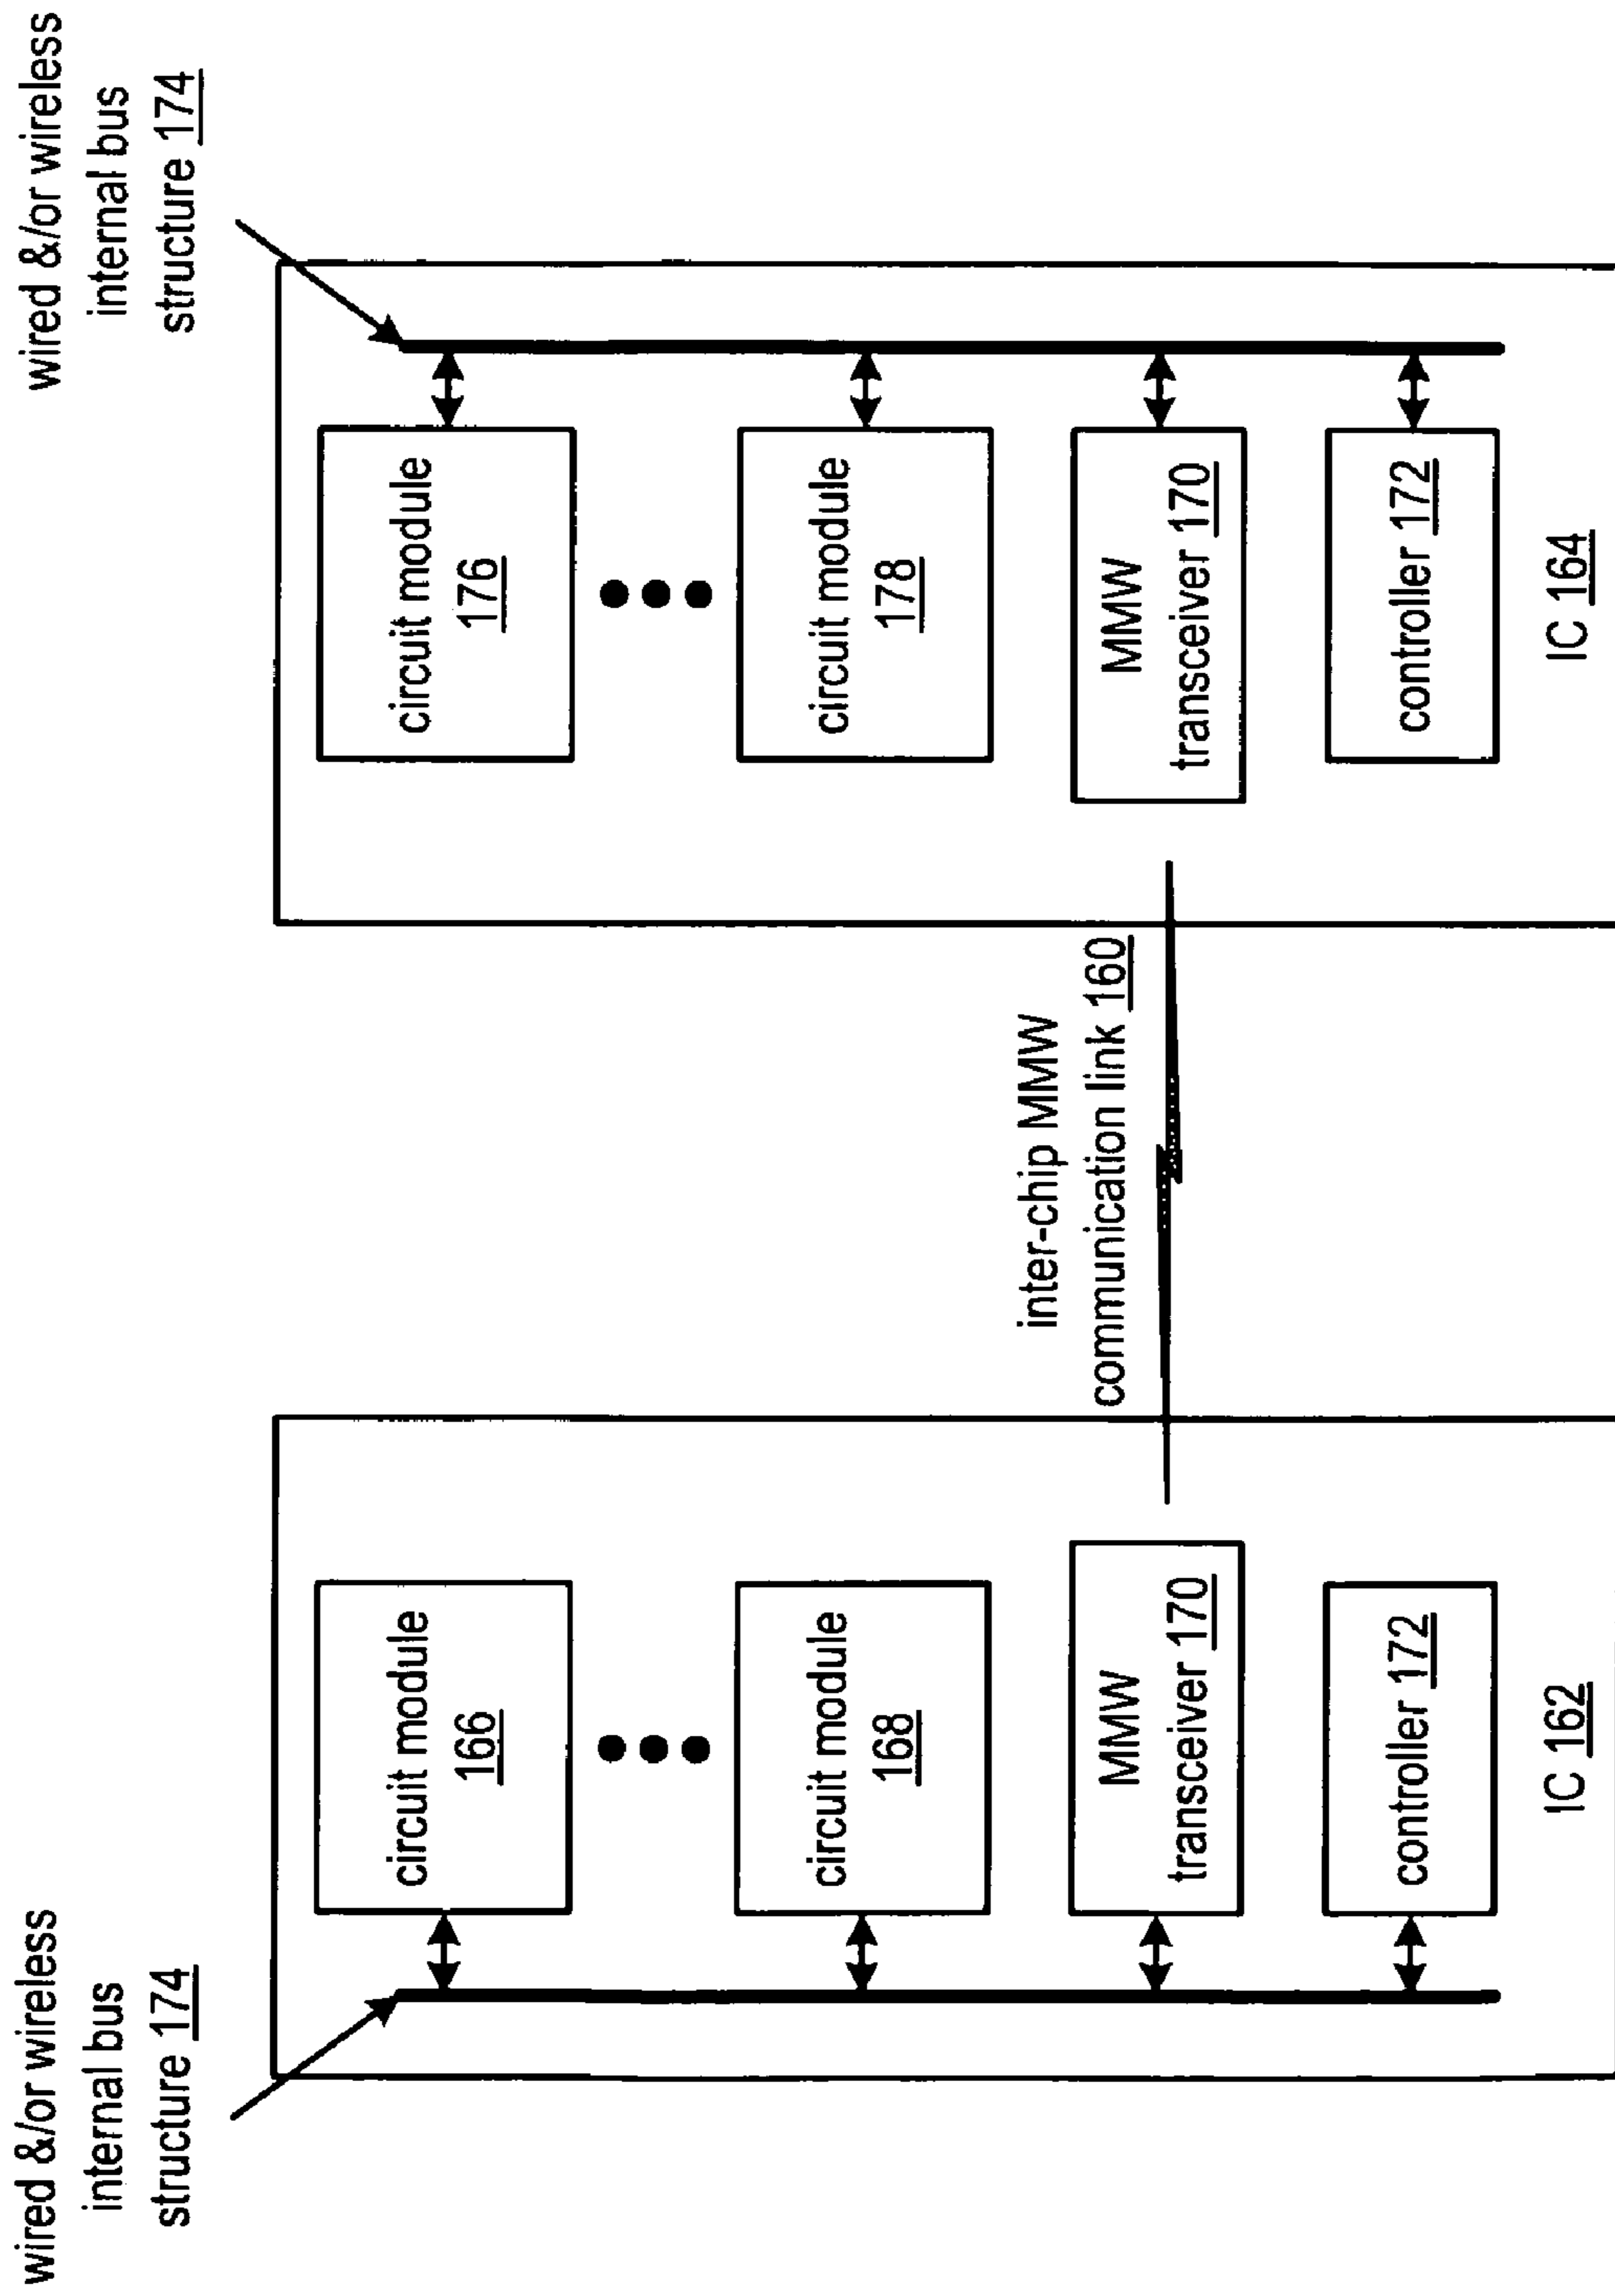 wired &/or wireless
internal bus
structure 174
circuit module
166
circuit module
168
MMW
transceiver 170
controller 172
IC 162
inter-chip MMW
communication link 160
wired &/or wireless
internal bus
structure 174
circuit module
176
circuit module
178
MMW
transceiver 170
controller 172
IC 164